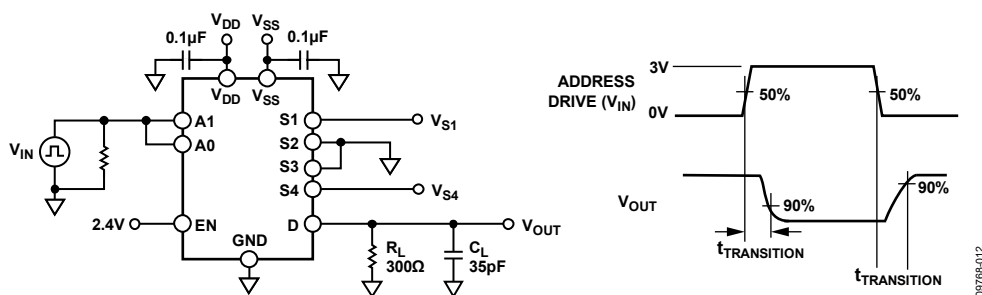 VDD
VSS
0.1µF
0.1µF
VDD
VSS
A1
A0
VIN
2.4V
EN
GND
S1
S2
S3
S4
D
VS1
VS4
VOUT
RL
300Ω
CL
35pF
ADDRESS
DRIVE (VIN)
3V
0V
50%
50%
VOUT
90%
90%
tTRANSITION
tTRANSITION
09768-012